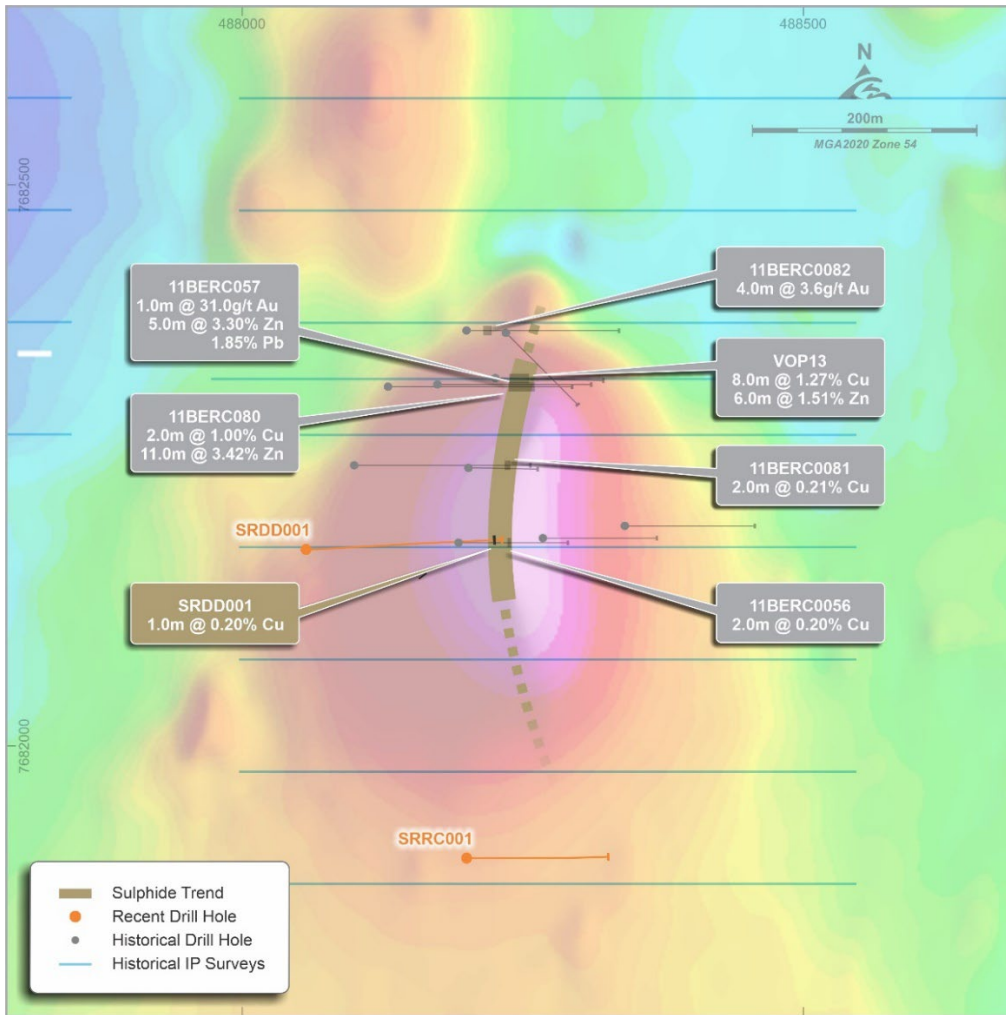 488000
488500
N
200m
MGA2020 Zone 54
7682500
11BERC057
1.0m @ 31.0g/t Au
5.0m @ 3.30% Zn
1.85% Pb
11BERC0082
4.0m @ 3.6g/t Au
VOP13
8.0m @ 1.27% Cu
6.0m @ 1.51% Zn
11BERC080
2.0m @ 1.00% Cu
11.0m @ 3.42% Zn
11BERC0081
2.0m @ 0.21% Cu
SRDD001
SRDD001
1.0m @ 0.20% Cu
11BERC0056
2.0m @ 0.20% Cu
7682000
SRRC001
Sulphide Trend
Recent Drill Hole
Historical Drill Hole
Historical IP Surveys